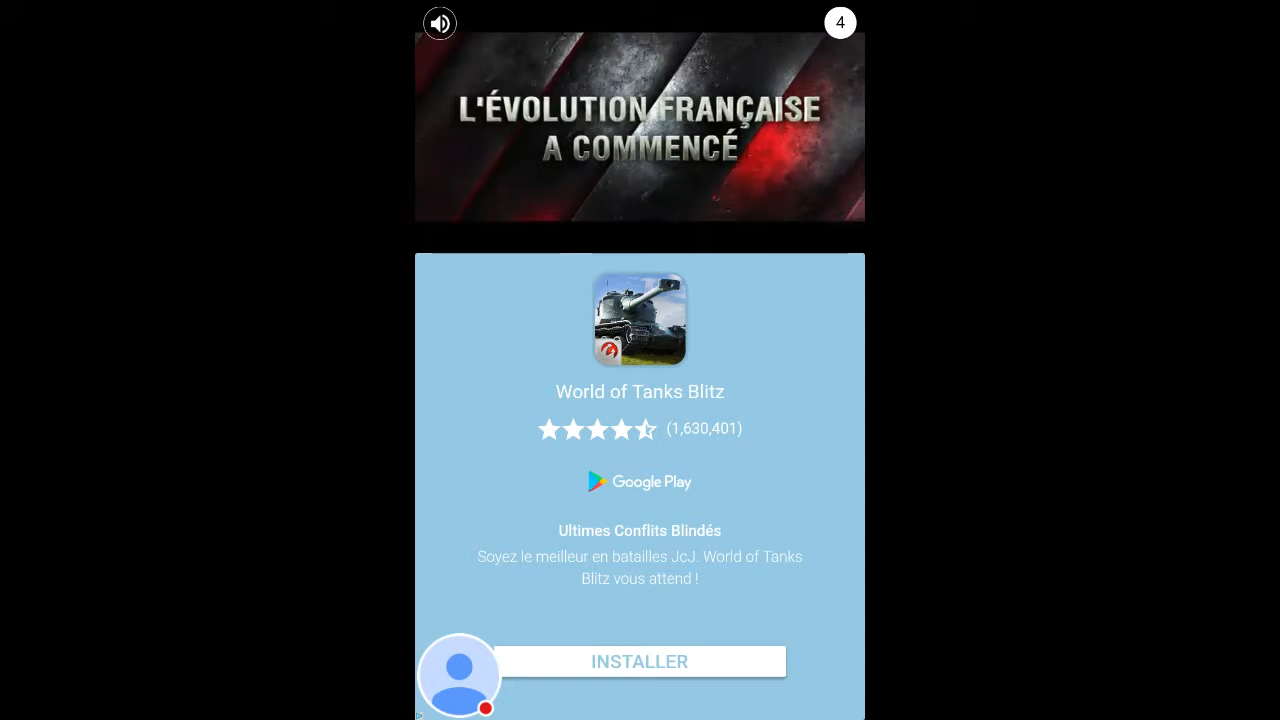 4
L'ÉVOLUTION FRANÇAISE
A COMMENCÉ
World of Tanks Blitz
(1,630,401)
Google Play
Ultimes Conflits Blindés
Soyez le meilleur en batailles JcJ. World of Tanks
Blitz vous attend !
INSTALLER